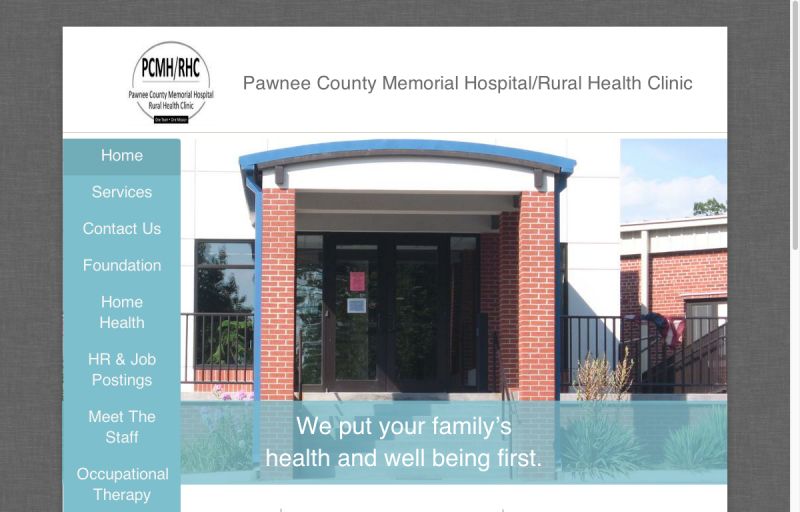 PCMH/RHC
Pawnee County Memorial Hospital
Rural Health Clinic
One Team • One Mission
Pawnee County Memorial Hospital/Rural Health Clinic
Home
Services
Contact Us
Foundation
Home
Health
HR & Job
Postings
Meet The
Staff
Occupational
Therapy
We put your family’s
health and well being first.